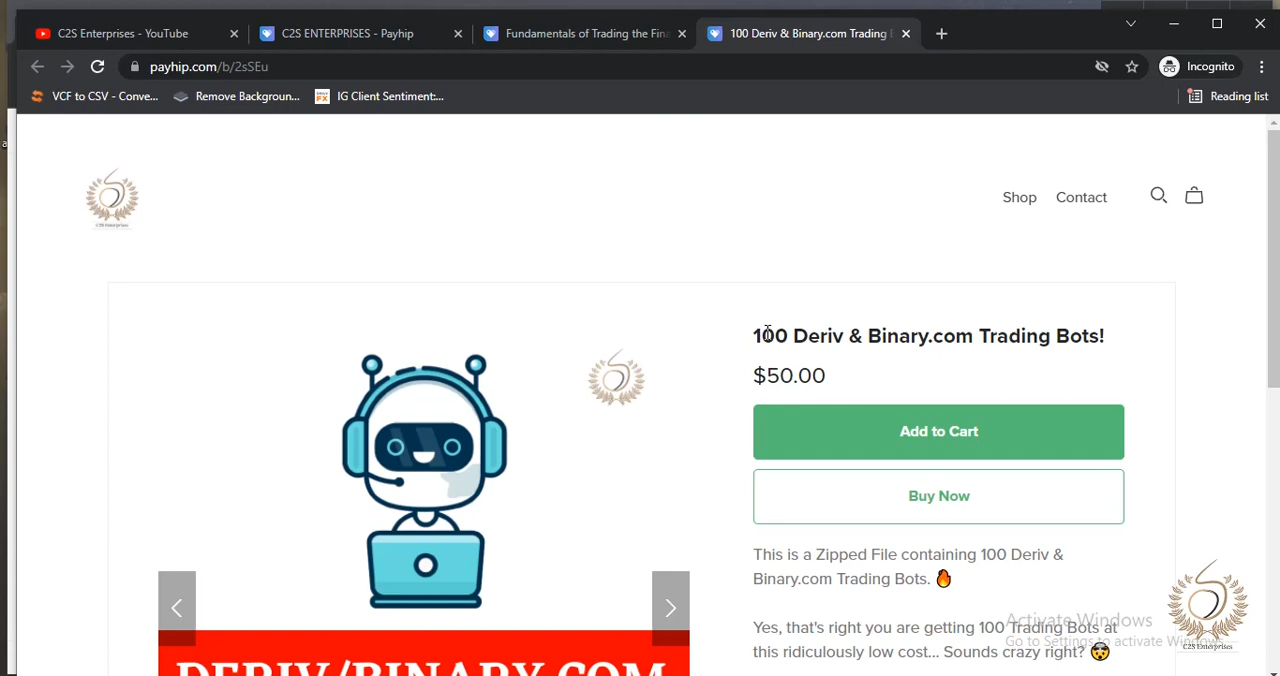 C2S Enterprises - YouTube
C2S ENTERPRISES - Payhip
Fundamentals of Trading the Fina
100 Deriv & Binary.com Trading
payhip.com/b/2sSEu
Incognito
VCF to CSV - Conve...
Remove Backgroun...
IG Client Sentiment:...
Reading list
C2S Enterprises
Shop
Contact
100 Deriv & Binary.com Trading Bots!
$50.00
Add to Cart
Buy Now
This is a Zipped File containing 100 Deriv &
Binary.com Trading Bots. 🔥
Yes, that's right you are getting 100 Trading Bots at
this ridiculously low cost... Sounds crazy right? 🤯
Activate Windows
Go to Settings to activate Windows.
C2S Enterprises
DERIV/BINARY.COM